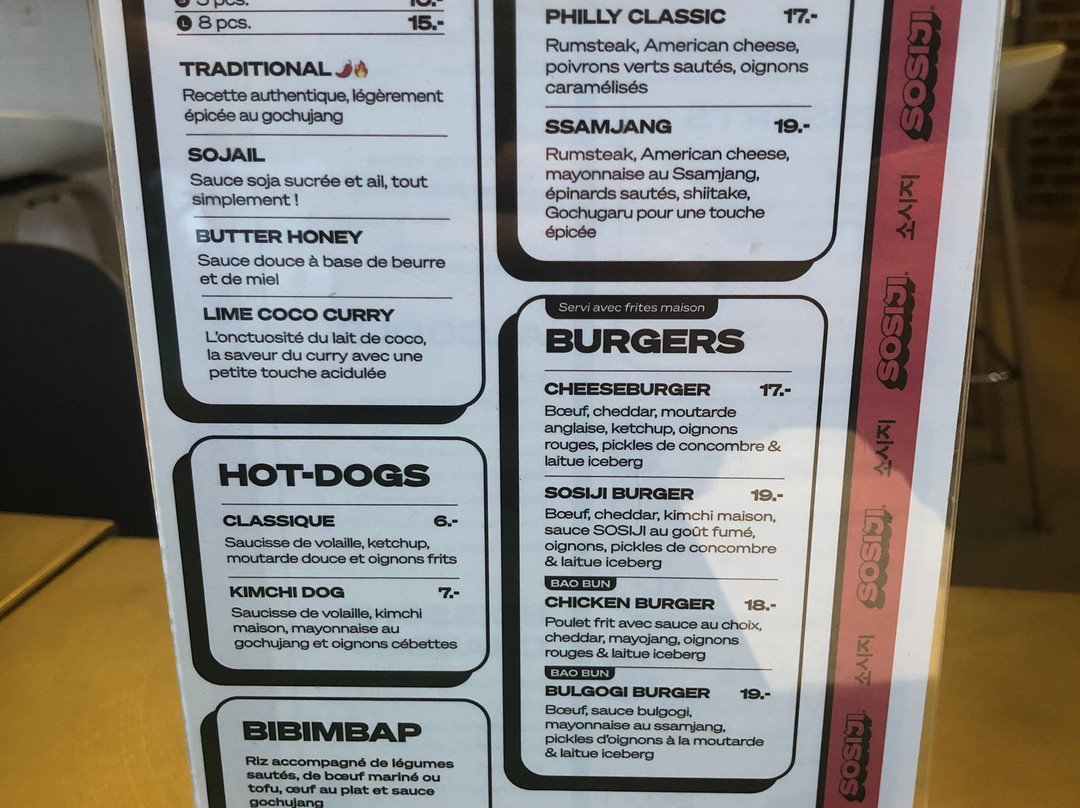 5 pcs. 10.-
L 8 pcs. 15.-
TRADITIONAL 🌶️🔥
Recette authentique, légèrement
épicée au gochujang
SOJAIL
Sauce soja sucrée et ail, tout
simplement !
BUTTER HONEY
Sauce douce à base de beurre
et de miel
LIME COCO CURRY
L'onctuosité du lait de coco,
la saveur du curry avec une
petite touche acidulée
HOT-DOGS
CLASSIQUE 6.-
Saucisse de volaille, ketchup,
moutarde douce et oignons frits
KIMCHI DOG 7.-
Saucisse de volaille, kimchi
maison, mayonnaise au
gochujang et oignons cébettes
BIBIMBAP
Riz accompagné de légumes
sautés, de bœuf mariné ou
tofu, œuf au plat et sauce
gochujang
PHILLY CLASSIC 17.-
Rumsteak, American cheese,
poivrons verts sautés, oignons
caramélisés
SSAMJANG 19.-
Rumsteak, American cheese,
mayonnaise au Ssamjang,
épinards sautés, shiitake,
Gochugaru pour une touche
épicée
Servi avec frites maison
BURGERS
CHEESEBURGER 17.-
Bœuf, cheddar, moutarde
anglaise, ketchup, oignons
rouges, pickles de concombre &
laitue iceberg
SOSIJI BURGER 19.-
Bœuf, cheddar, kimchi maison,
sauce SOSIJI au goût fumé,
oignons, pickles de concombre
& laitue iceberg
BAO BUN
CHICKEN BURGER 18.-
Poulet frit avec sauce au choix,
cheddar, mayojang, oignons
rouges & laitue iceberg
BAO BUN
BULGOGI BURGER 19.-
Bœuf, sauce bulgogi,
mayonnaise au ssamjang,
pickles d'oignons à la moutarde
& laitue iceberg
SOSIJI
소시지
SOSIJI
소시지
SOSIJI
소시지
SOSIJI